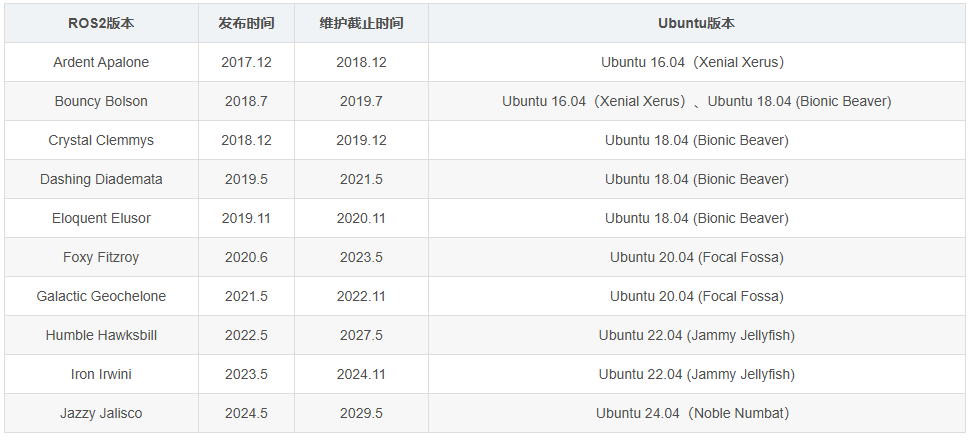 ROS2版本 发布时间 维护截止时间 Ubuntu版本
Ardent Apalone 2017.12 2018.12 Ubuntu 16.04（Xenial Xerus）
Bouncy Bolson 2018.7 2019.7 Ubuntu 16.04（Xenial Xerus）、Ubuntu 18.04 (Bionic Beaver)
Crystal Clemmys 2018.12 2019.12 Ubuntu 18.04 (Bionic Beaver)
Dashing Diademata 2019.5 2021.5 Ubuntu 18.04 (Bionic Beaver)
Eloquent Elusor 2019.11 2020.11 Ubuntu 18.04 (Bionic Beaver)
Foxy Fitzroy 2020.6 2023.5 Ubuntu 20.04 (Focal Fossa)
Galactic Geochelone 2021.5 2022.11 Ubuntu 20.04 (Focal Fossa)
Humble Hawksbill 2022.5 2027.5 Ubuntu 22.04 (Jammy Jellyfish)
Iron Irwini 2023.5 2024.11 Ubuntu 22.04 (Jammy Jellyfish)
Jazzy Jalisco 2024.5 2029.5 Ubuntu 24.04（Noble Numbat）